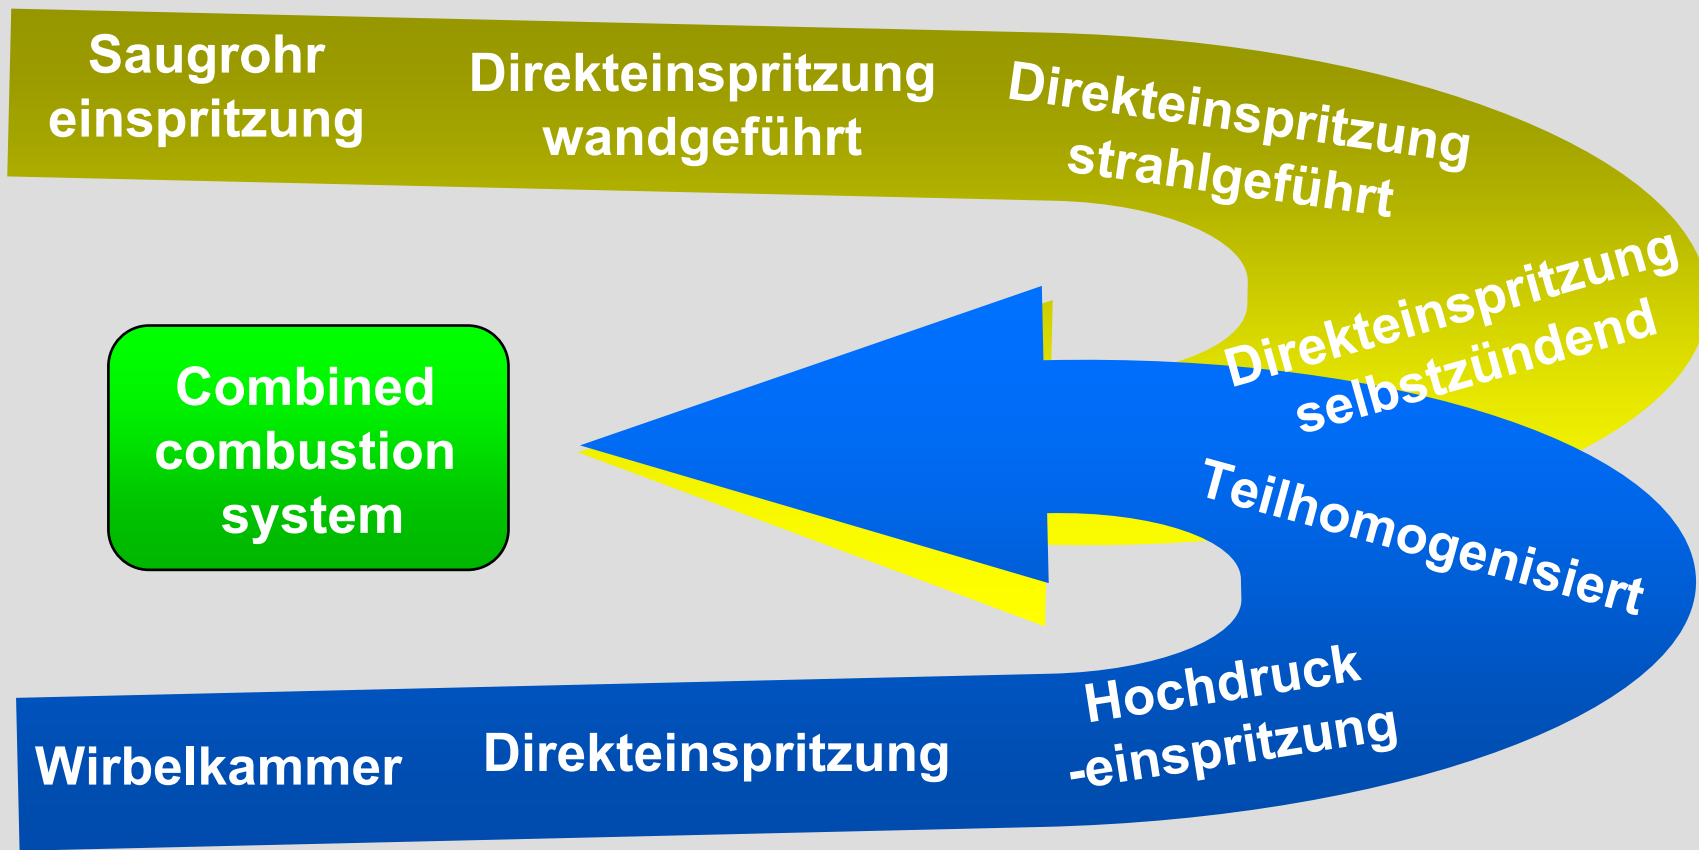 Saugrohr
einspritzung
Direkteinspritzung
wandgeführt
Direkteinspritzung
strahlgeführt
Direkteinspritzung
selbstzündend
Combined
combustion
system
Teilhomogenisiert
Hochdruck
-einspritzung
Direkteinspritzung
Wirbelkammer